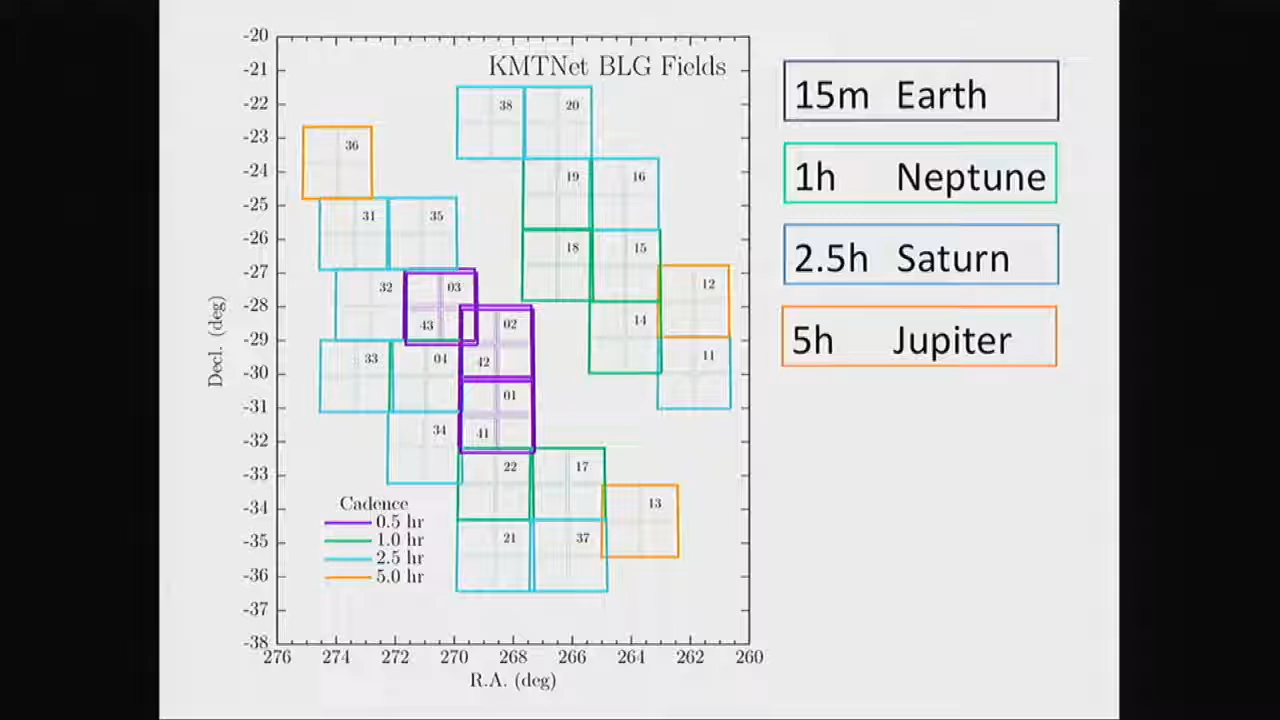 KMTNet BLG Fields
-20
-21
-22
-23
-24
-25
-26
-27
-28
-29
-30
-31
-32
-33
-34
-35
-36
-37
-38
Decl. (deg)
276 274 272 270 268 266 264 262 260
R.A. (deg)
38 20
36
19 16
31 35
18 15
32 03 12
43 02 14
33 04 42 11
01
34 41
22 17
13
21 37
Cadence
0.5 hr
1.0 hr
2.5 hr
5.0 hr
15m Earth
1h Neptune
2.5h Saturn
5h Jupiter